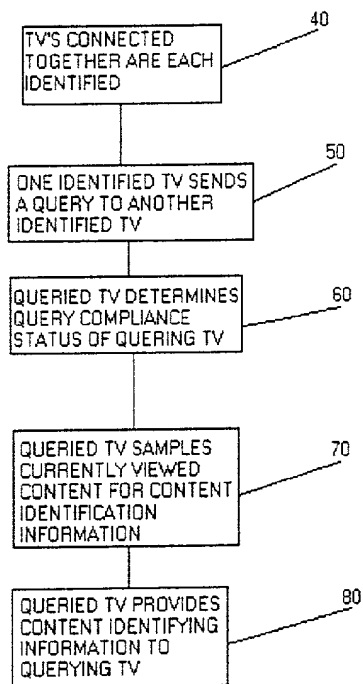 40
TV'S CONNECTED
TOGETHER ARE EACH
IDENTIFIED
50
ONE IDENTIFIED TV SENDS
A QUERY TO ANOTHER
IDENTIFIED TV
60
QUERIED TV DETERMINES
QUERY COMPLIANCE
STATUS OF QUERING TV
70
QUERIED TV SAMPLES
CURRENTLY VIEWED
CONTENT FOR CONTENT
IDENTIFICATION
INFORMATION
80
QUERIED TV PROVIDES
CONTENT IDENTIFYING
INFORMATION TO
QUERYING TV